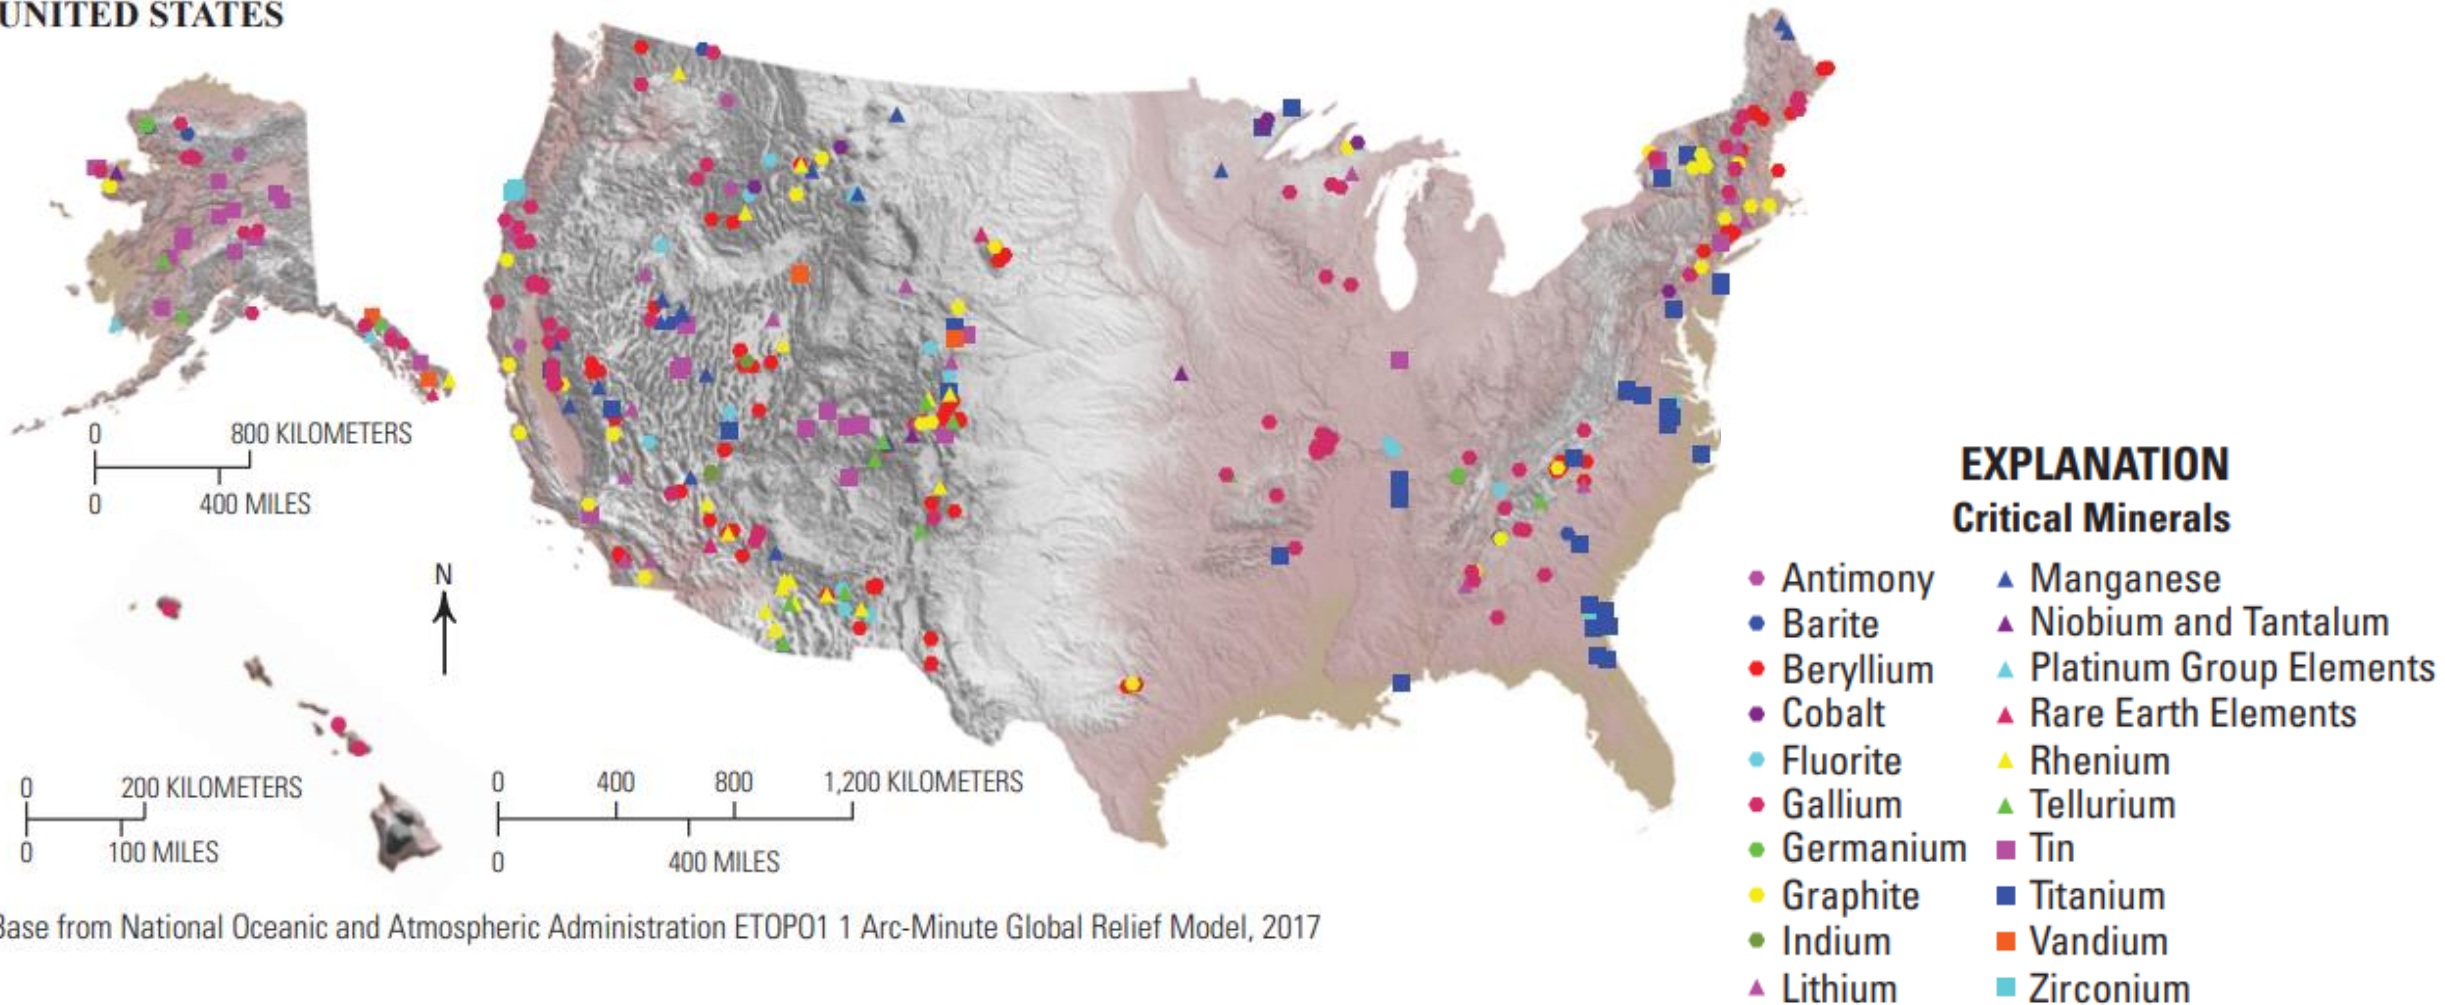 UNITED STATES
0 800 KILOMETERS
0 400 MILES
N
0 200 KILOMETERS
0 100 MILES
0 400 800 1,200 KILOMETERS
0 400 MILES
Base from National Oceanic and Atmospheric Administration ETOPO1 1 Arc-Minute Global Relief Model, 2017
EXPLANATION
Critical Minerals
Antimony
Barite
Beryllium
Cobalt
Fluorite
Gallium
Germanium
Graphite
Indium
Lithium
Manganese
Niobium and Tantalum
Platinum Group Elements
Rare Earth Elements
Rhenium
Tellurium
Tin
Titanium
Vandium
Zirconium